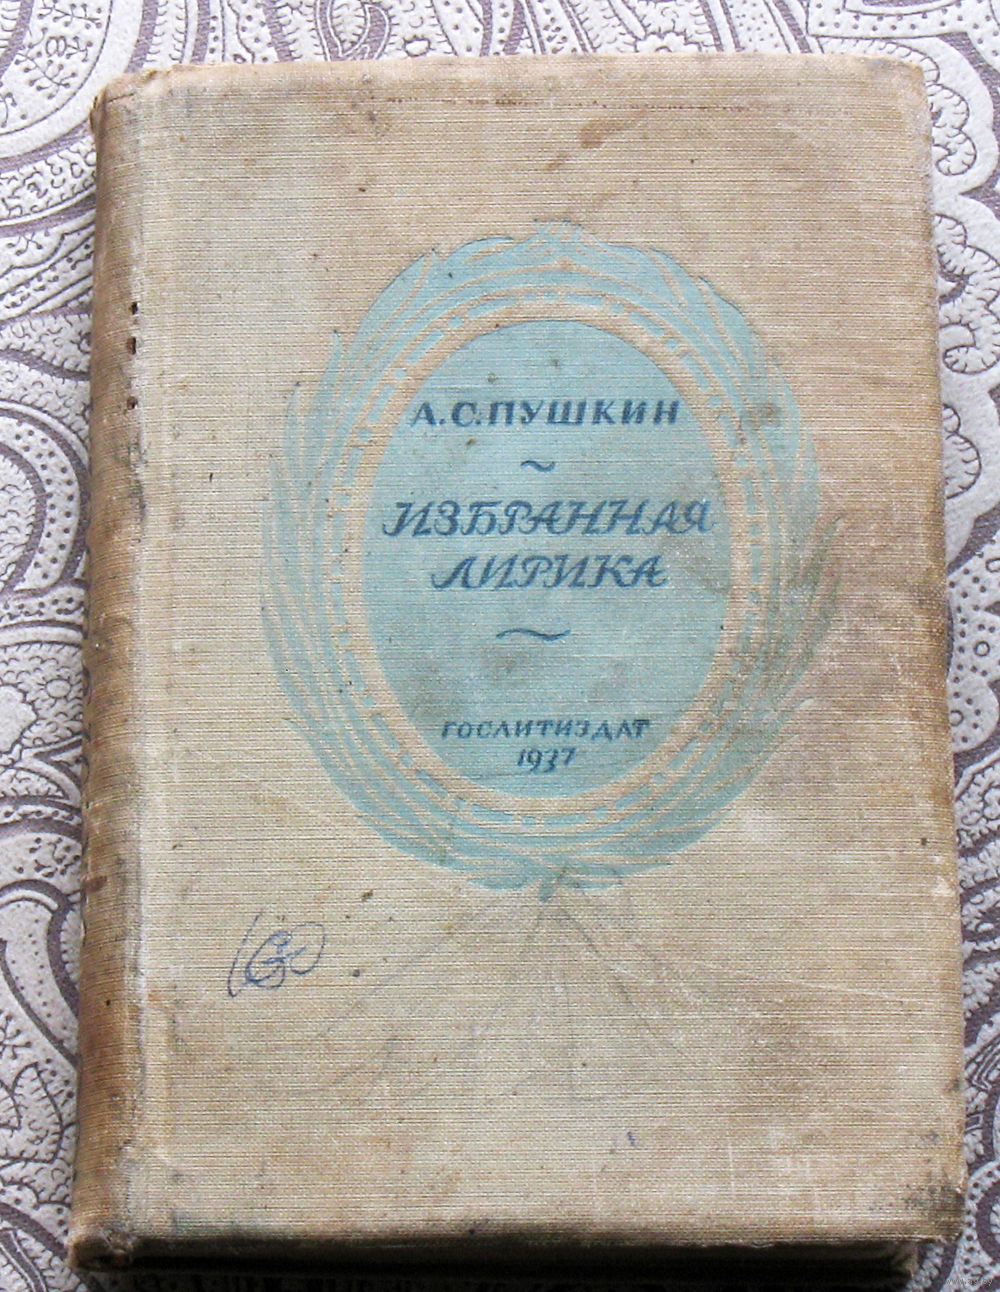 А.С.ПУШКИН
ИЗБРАННАЯ
ЛИРИКА
ГОСЛИТИЗДАТ
1937